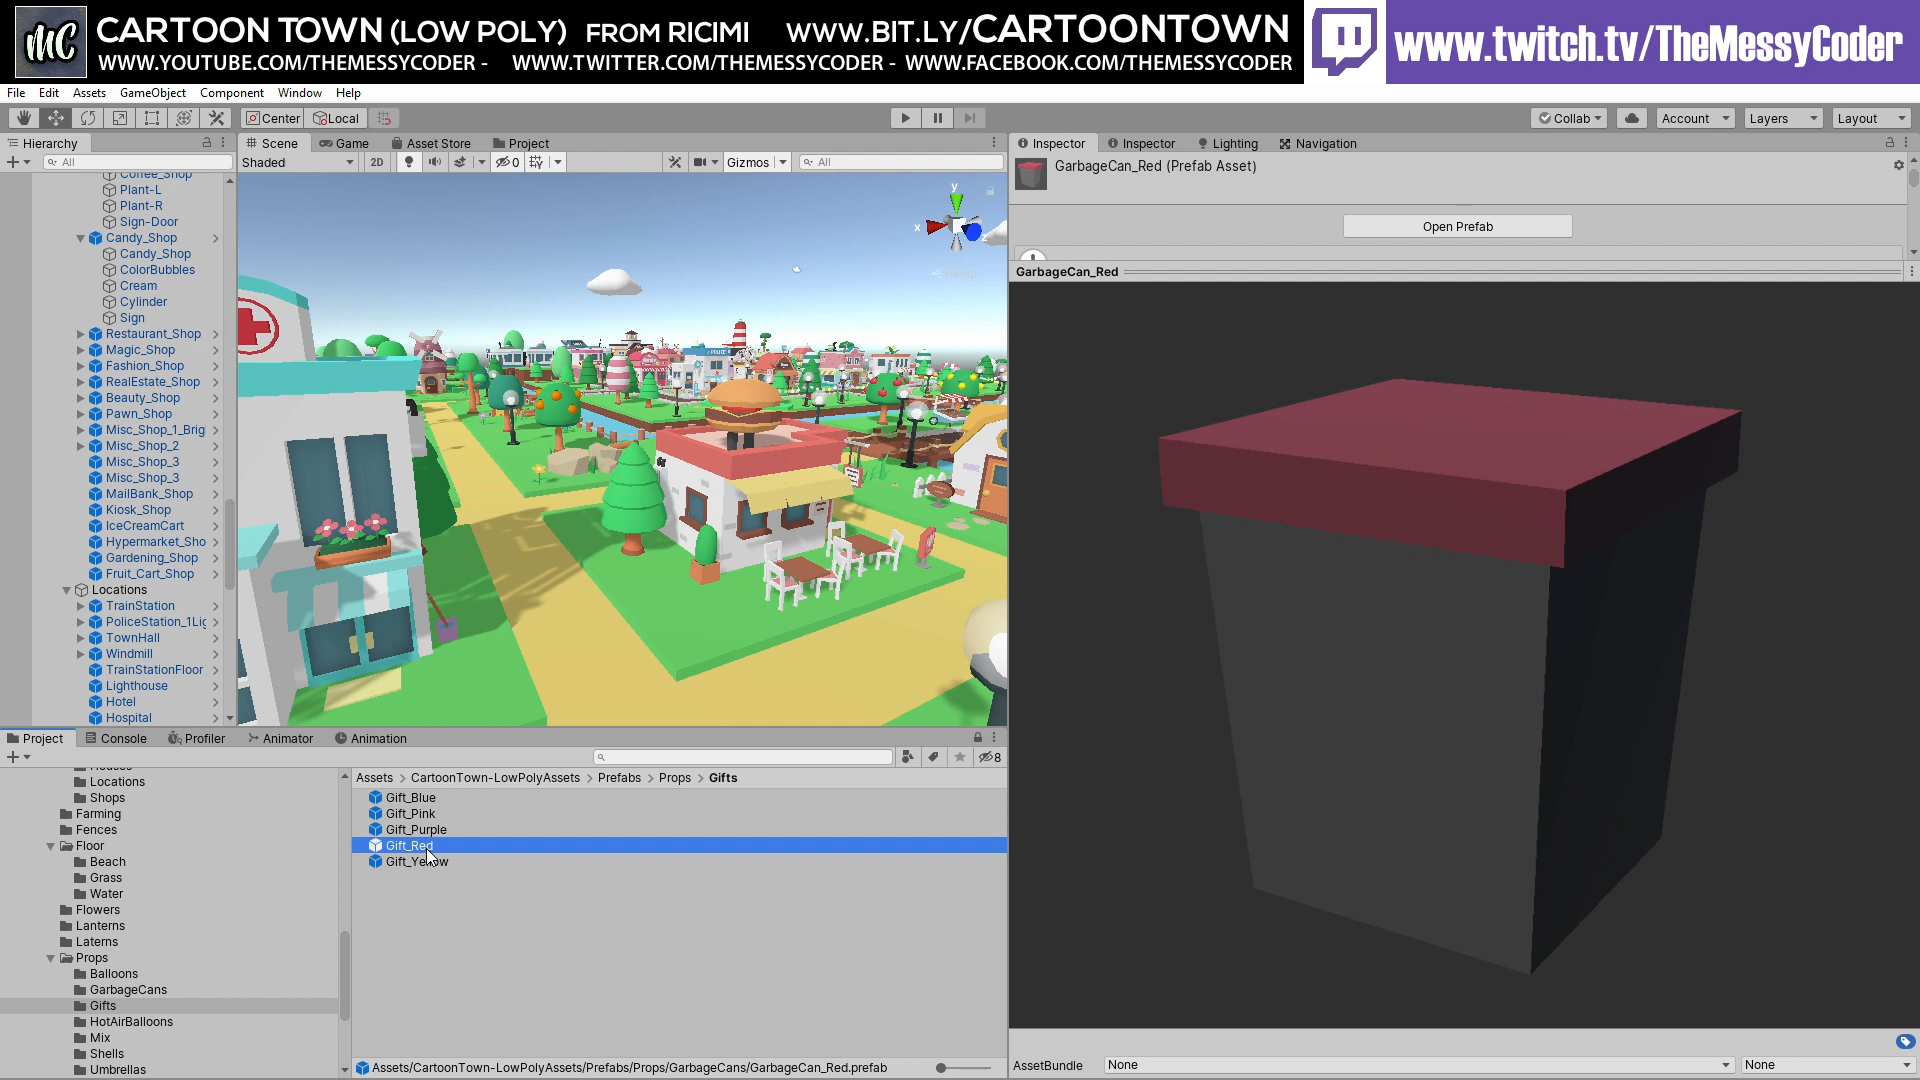 MC CARTOON TOWN (LOW POLY) FROM RICIMI WWW.BIT.LY/CARTOONTOWN
WWW.YOUTUBE.COM/THEMESSYCODER - WWW.TWITTER.COM/THEMESSYCODER - WWW.FACEBOOK.COM/THEMESSYCODER
www.twitch.tv/TheMessyCoder
File Edit Assets GameObject Component Window Help
Center Local Collab Account Layers Layout
Hierarchy
All
Coffee_Shop
Plant-L
Plant-R
Sign-Door
Candy_Shop
Candy_Shop
ColorBubbles
Cream
Cylinder
Sign
Restaurant_Shop
Magic_Shop
Fashion_Shop
RealEstate_Shop
Beauty_Shop
Pawn_Shop
Misc_Shop_1_Brig
Misc_Shop_2
Misc_Shop_3
Misc_Shop_3
MailBank_Shop
Kiosk_Shop
IceCreamCart
Hypermarket_Sho
Gardening_Shop
Fruit_Cart_Shop
Locations
TrainStation
PoliceStation_1Lig
TownHall
Windmill
TrainStationFloor
Lighthouse
Hotel
Hospital
Scene Game Asset Store Project
Shaded 2D 0 Gizmos All
y
x
z
Persp
POLICE
Inspector Inspector Lighting Navigation
GarbageCan_Red (Prefab Asset)
Open Prefab
GarbageCan_Red
AssetBundle None None
Project Console Profiler Animator Animation
8
Houses
Locations
Shops
Farming
Fences
Floor
Beach
Grass
Water
Flowers
Lanterns
Laterns
Props
Balloons
GarbageCans
Gifts
HotAirBalloons
Mix
Shells
Umbrellas
Assets > CartoonTown-LowPolyAssets > Prefabs > Props > Gifts
Gift_Blue
Gift_Pink
Gift_Purple
Gift_Red
Gift_Yellow
Assets/CartoonTown-LowPolyAssets/Prefabs/Props/GarbageCans/GarbageCan_Red.prefab